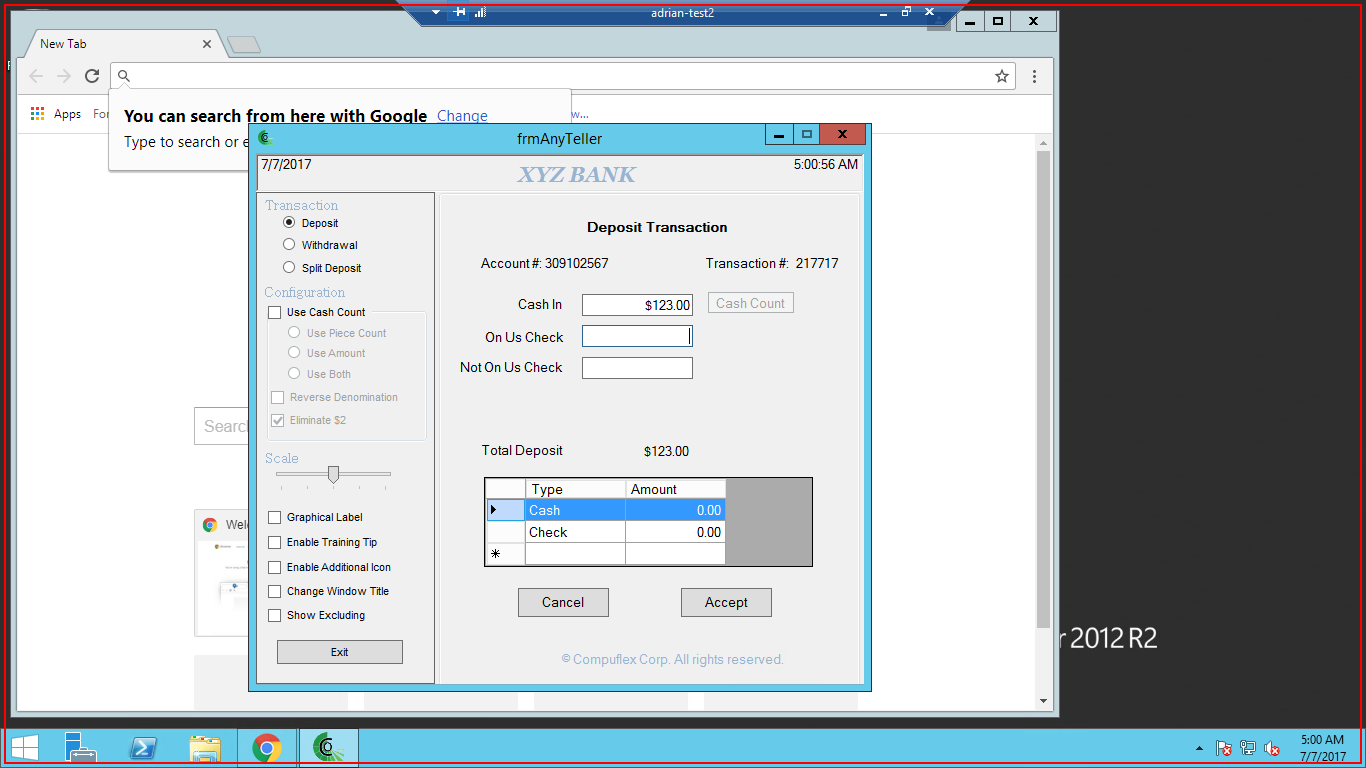 adrian-test2
New Tab
Apps
You can search from here with Google Change
Type to search or
frmAnyTeller
7/7/2017
XYZ BANK
5:00:56 AM
Transaction
Deposit
Withdrawal
Split Deposit
Configuration
Use Cash Count
Use Piece Count
Use Amount
Use Both
Reverse Denomination
Eliminate $2
Scale
Graphical Label
Enable Training Tip
Enable Additional Icon
Change Window Title
Show Excluding
Exit
Deposit Transaction
Account #: 309102567 Transaction #: 217717
Cash In $123.00 Cash Count
On Us Check
Not On Us Check
Total Deposit $123.00
Type Amount
Cash 0.00
Check 0.00
Cancel Accept
© Compuflex Corp. All rights reserved.
2012 R2
5:00 AM
7/7/2017